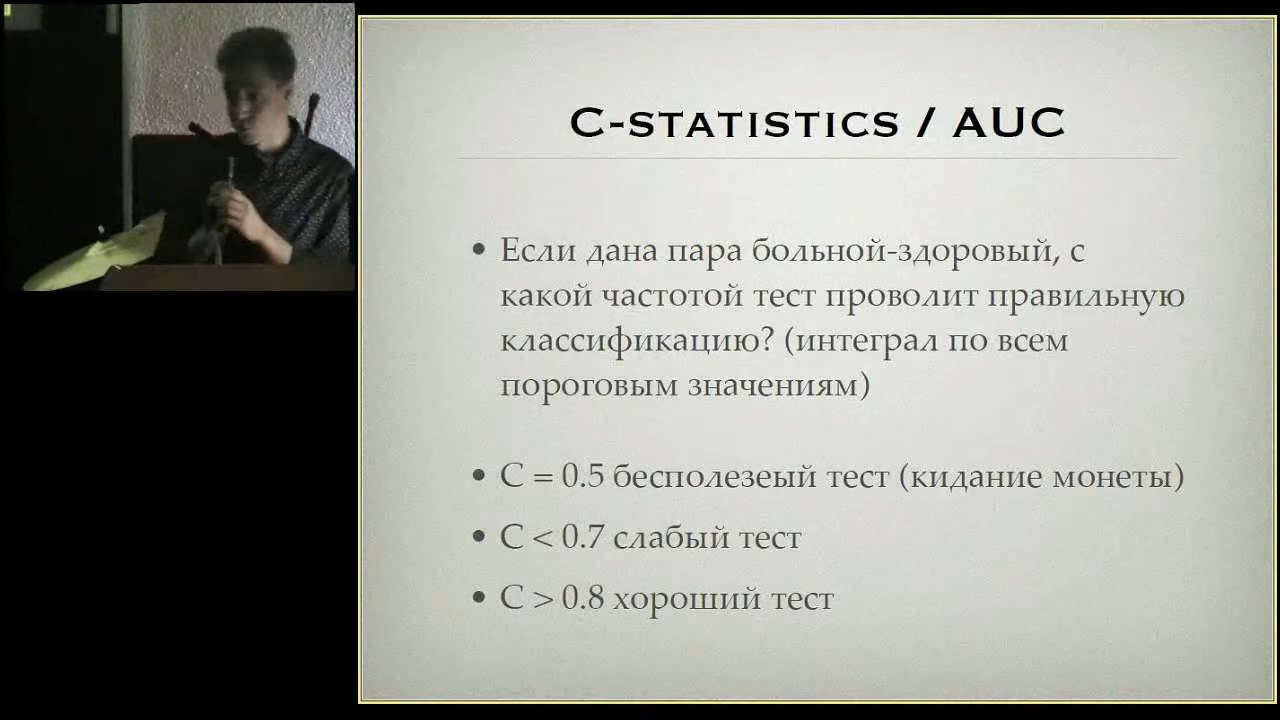 C-STATISTICS / AUC
• Если дана пара больной-здоровый, с
какой частотой тест проволит правильную
классификацию? (интеграл по всем
пороговым значениям)
• C = 0.5 бесполезеый тест (кидание монеты)
• C < 0.7 слабый тест
• C > 0.8 хороший тест